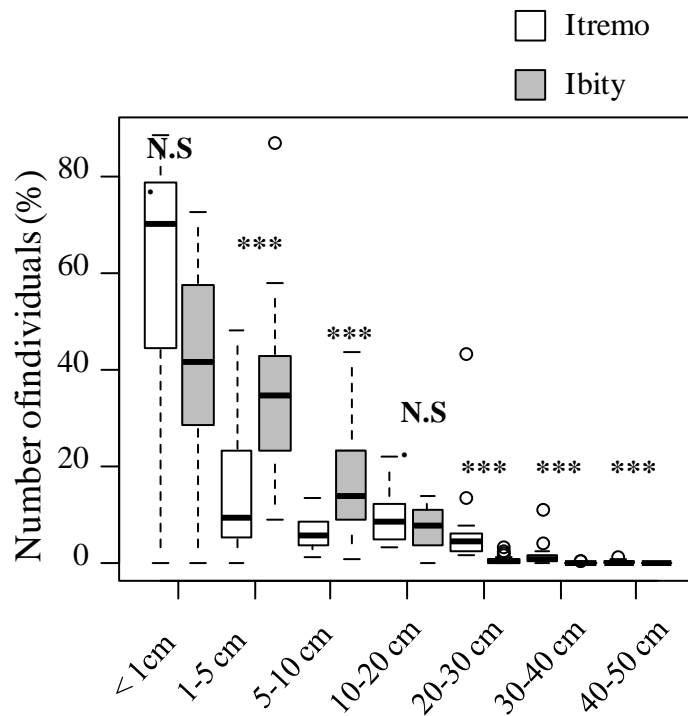 Itremo
Ibity
N.S
***
***
N.S
***
***
***
Number ofindividuals (%)
80
60
40
20
0
< 1cm
1-5 cm
5-10 cm
10-20 cm
20-30 cm
30-40 cm
40-50 cm